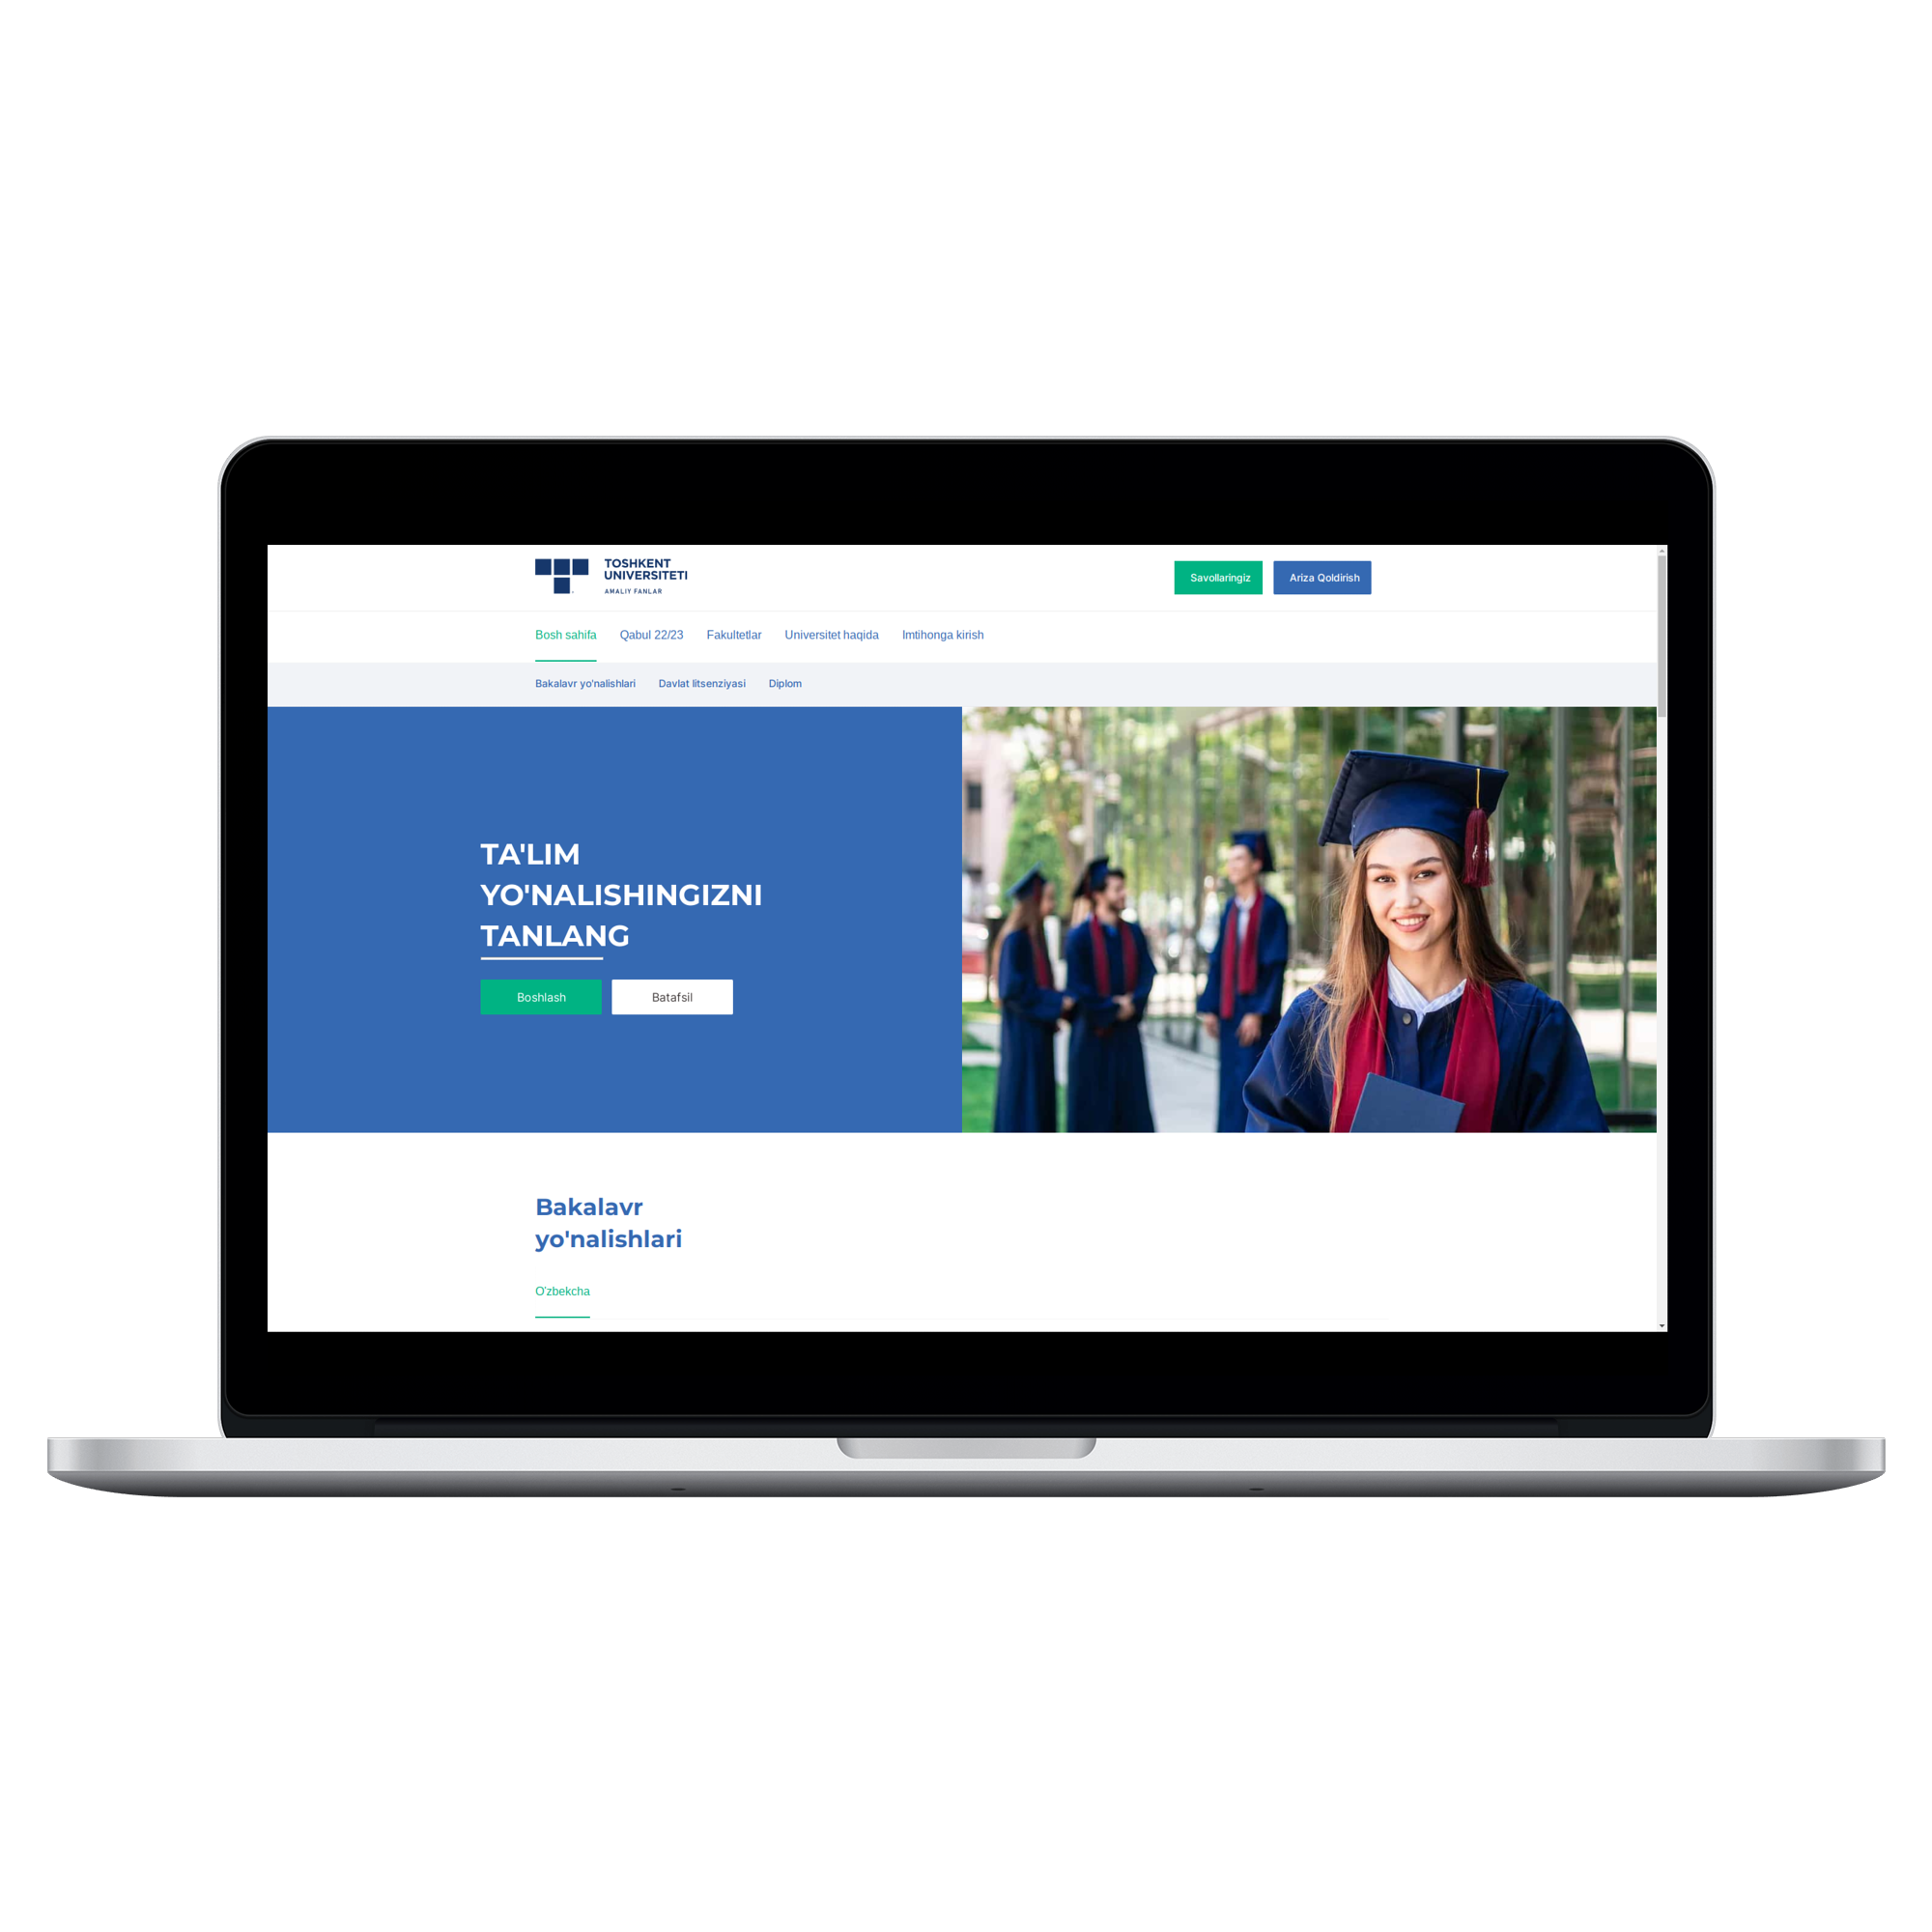 TOSHKENT
UNIVERSITETI
AMALIY FANLAR
Savollaringiz
Ariza Qoldirish
Bosh sahifa
Qabul 22/23
Fakultetlar
Universitet haqida
Imtihonga kirish
Bakalavr yo'nalishlari
Davlat litsenziyasi
Diplom
TA'LIM
YO'NALISHINGIZNI
TANLANG
Boshlash
Batafsil
Bakalavr
yo'nalishlari
O'zbekcha